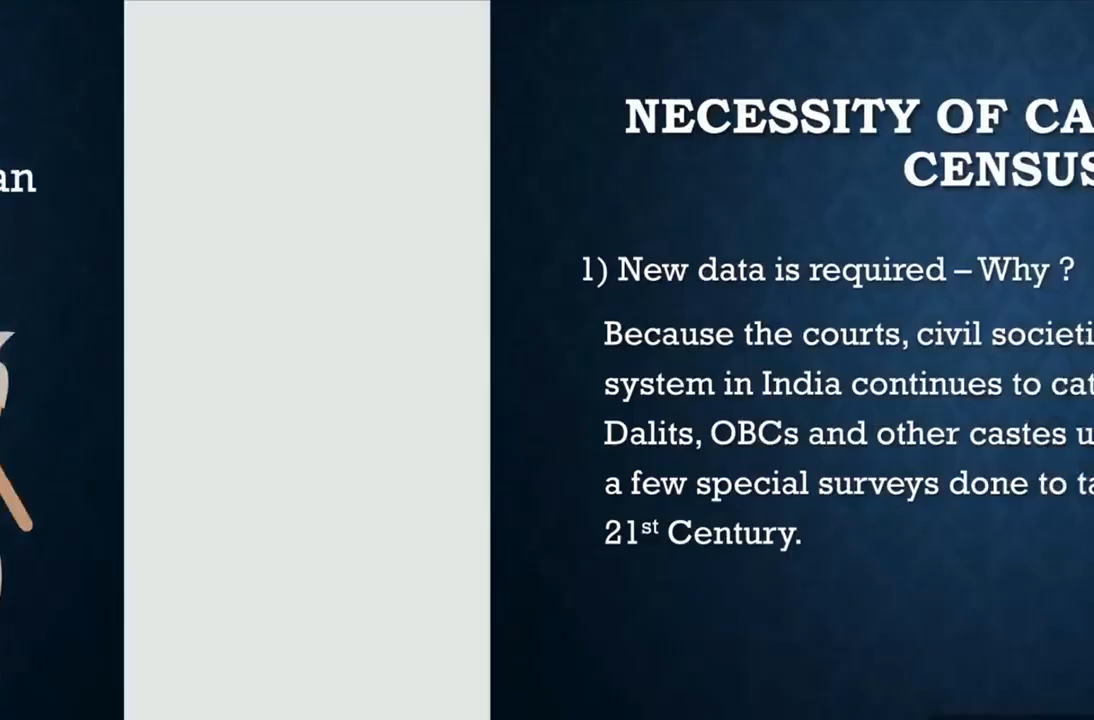 an
NECESSITY OF CA
CENSUS
1) New data is required – Why ?
Because the courts, civil societi
system in India continues to cat
Dalits, OBCs and other castes u
a few special surveys done to ta
21st Century.